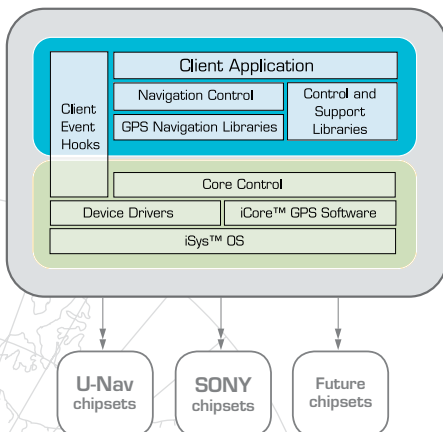 Client Application
Client
Event
Hooks
Navigation Control
GPS Navigation Libraries
Control and
Support
Libraries
Core Control
Device Drivers
iCore™ GPS Software
iSys™ OS
U-Nav
chipsets
SONY
chipsets
Future
chipsets